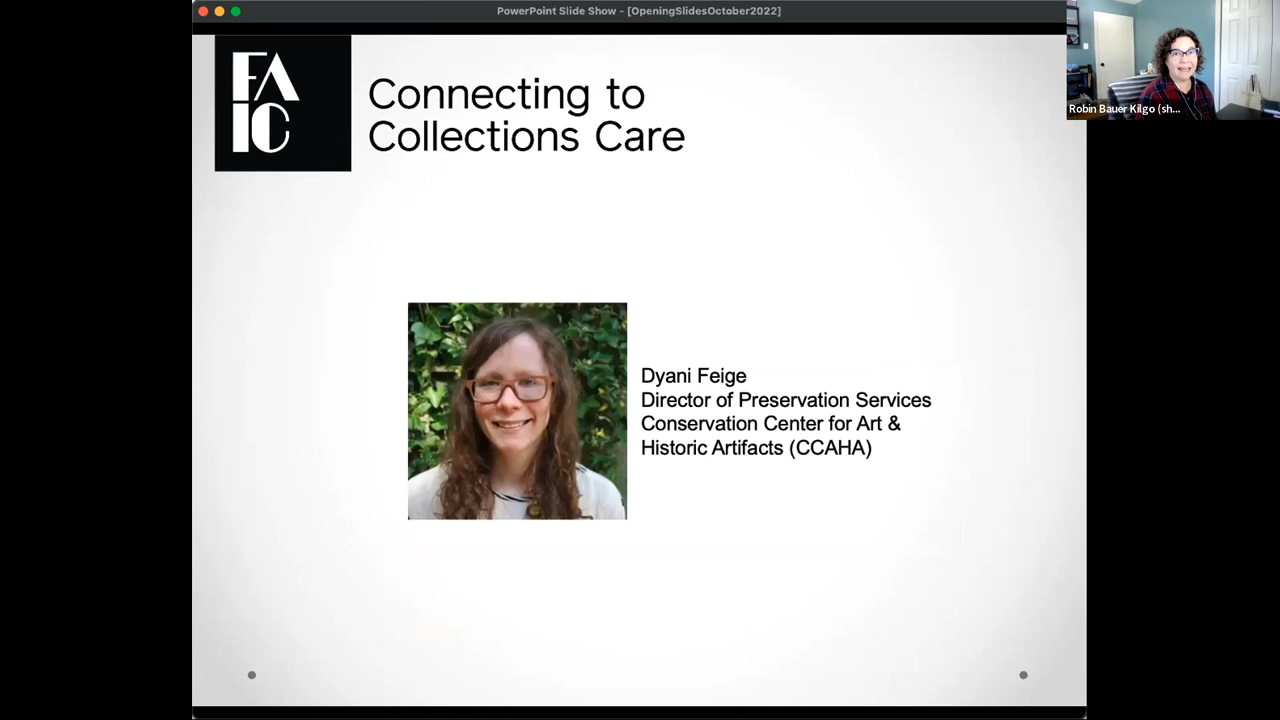 PowerPoint Slide Show - [OpeningSlidesOctober2022]
FA
IC
Connecting to
Collections Care
Robin Bauer Kilgo (sh...
Dyani Feige
Director of Preservation Services
Conservation Center for Art &
Historic Artifacts (CCAHA)